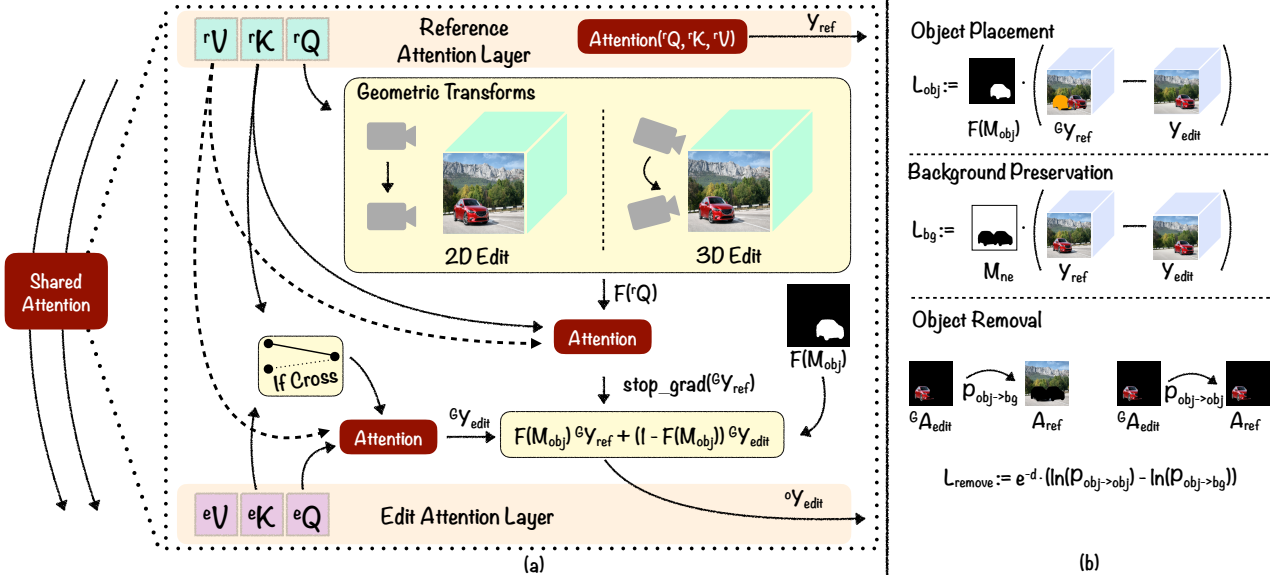 Shared
Attention
ʳV ʳK ʳQ
Reference
Attention Layer
Attention(ʳQ, ʳK, ʳV)
Y_ref
Geometric Transforms
2D Edit
3D Edit
F(ʳQ)
Attention
F(M_obj)
If Cross
stop_grad(ᴳY_ref)
Attention
ᴳY_edit
F(M_obj) ᴳY_ref + (1 - F(M_obj)) ᴳY_edit
ᵉV ᵉK ᵉQ
Edit Attention Layer
ᵒY_edit
(a)
Object Placement
L_obj := · ( — )
F(M_obj) ᴳY_ref Y_edit
Background Preservation
L_bg := · ( — )
M_ne Y_ref Y_edit
Object Removal
P_obj->bg P_obj->obj
ᴳA_edit A_ref ᴳA_edit A_ref
L_remove := e^-d · (ln(P_obj->obj) - ln(P_obj->bg))
(b)